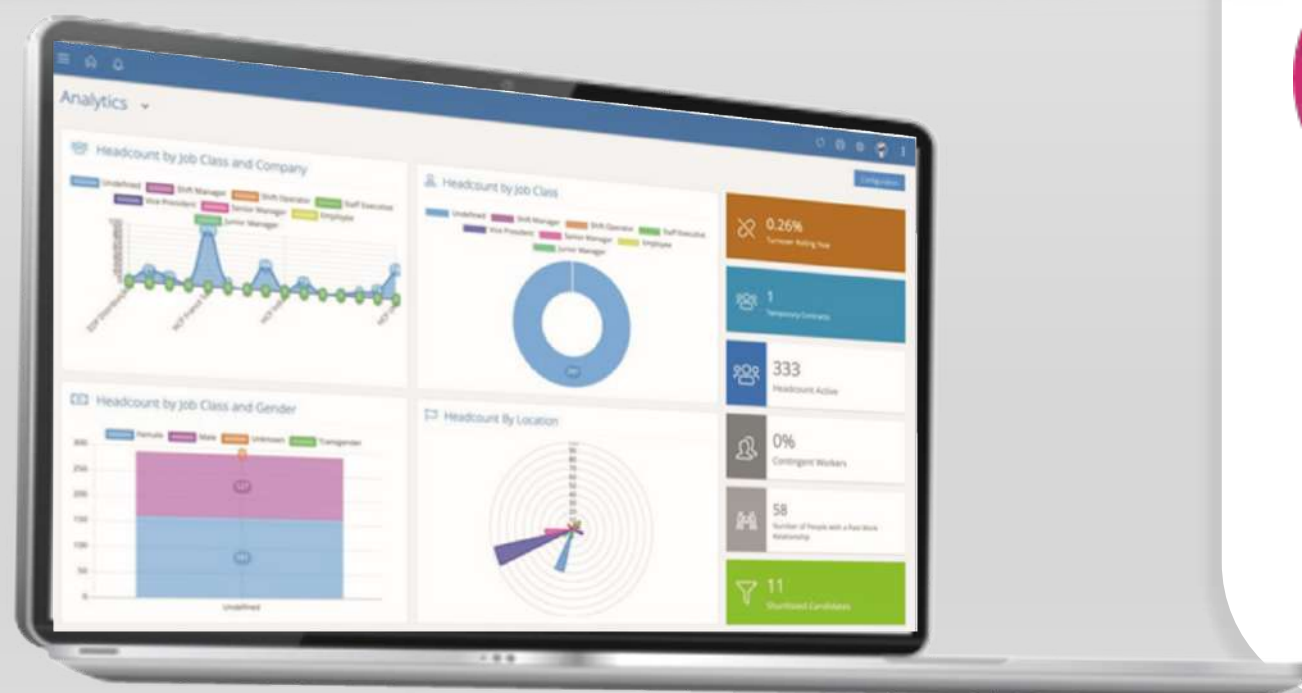 Analytics
Configuration
Headcount by Job Class and Company
Undefined Shift Manager Shift Operator Staff Executive
Vice President Senior Manager Employee
Junior Manager
HCP France
Headcount by Job Class
Undefined Shift Manager Shift Operator Staff Executive
Vice President Senior Manager Employee
Junior Manager
0.26%
Turnover Rolling Year
1
Temporary Contracts
333
Headcount Active
0%
Contingent Workers
58
Number of People with a Past Work
Relationship
11
Shortlisted Candidates
Headcount by Job Class and Gender
Female Male Unknown Transgender
300
250
200
150
100
50
0
Undefined
Headcount By Location